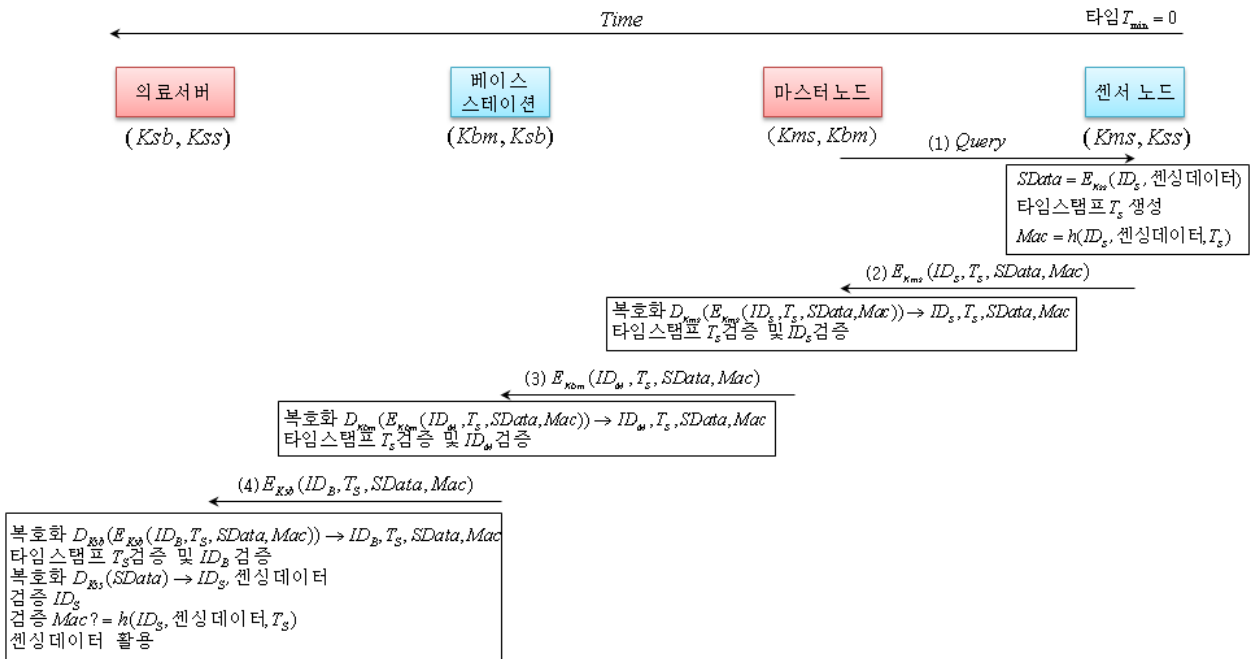 Time
타임 T_min = 0
의료서버
베이스
스테이션
마스터노드
센서 노드
(Ksb, Kss)
(Kbm, Ksb)
(Kms, Kbm)
(Kms, Kss)
(1) Query
SData = E_Kss(ID_S, 센싱데이터)
타임스탬프 T_S 생성
Mac = h(ID_S, 센싱데이터, T_S)
(2) E_Kms(ID_S, T_S, SData, Mac)
복호화 D_Kms(E_Kms(ID_S, T_S, SData, Mac)) → ID_S, T_S, SData, Mac
타임스탬프 T_S검증 및 ID_S검증
(3) E_Kbm(ID_M, T_S, SData, Mac)
복호화 D_Kbm(E_Kbm(ID_M, T_S, SData, Mac)) → ID_M, T_S, SData, Mac
타임스탬프 T_S검증 및 ID_M검증
(4) E_Ksb(ID_B, T_S, SData, Mac)
복호화 D_Ksb(E_Ksb(ID_B, T_S, SData, Mac)) → ID_B, T_S, SData, Mac
타임스탬프 T_S검증 및 ID_B 검증
복호화 D_Kss(SData) → ID_S, 센싱데이터
검증 ID_S
검증 Mac? = h(ID_S, 센싱데이터, T_S)
센싱데이터 활용